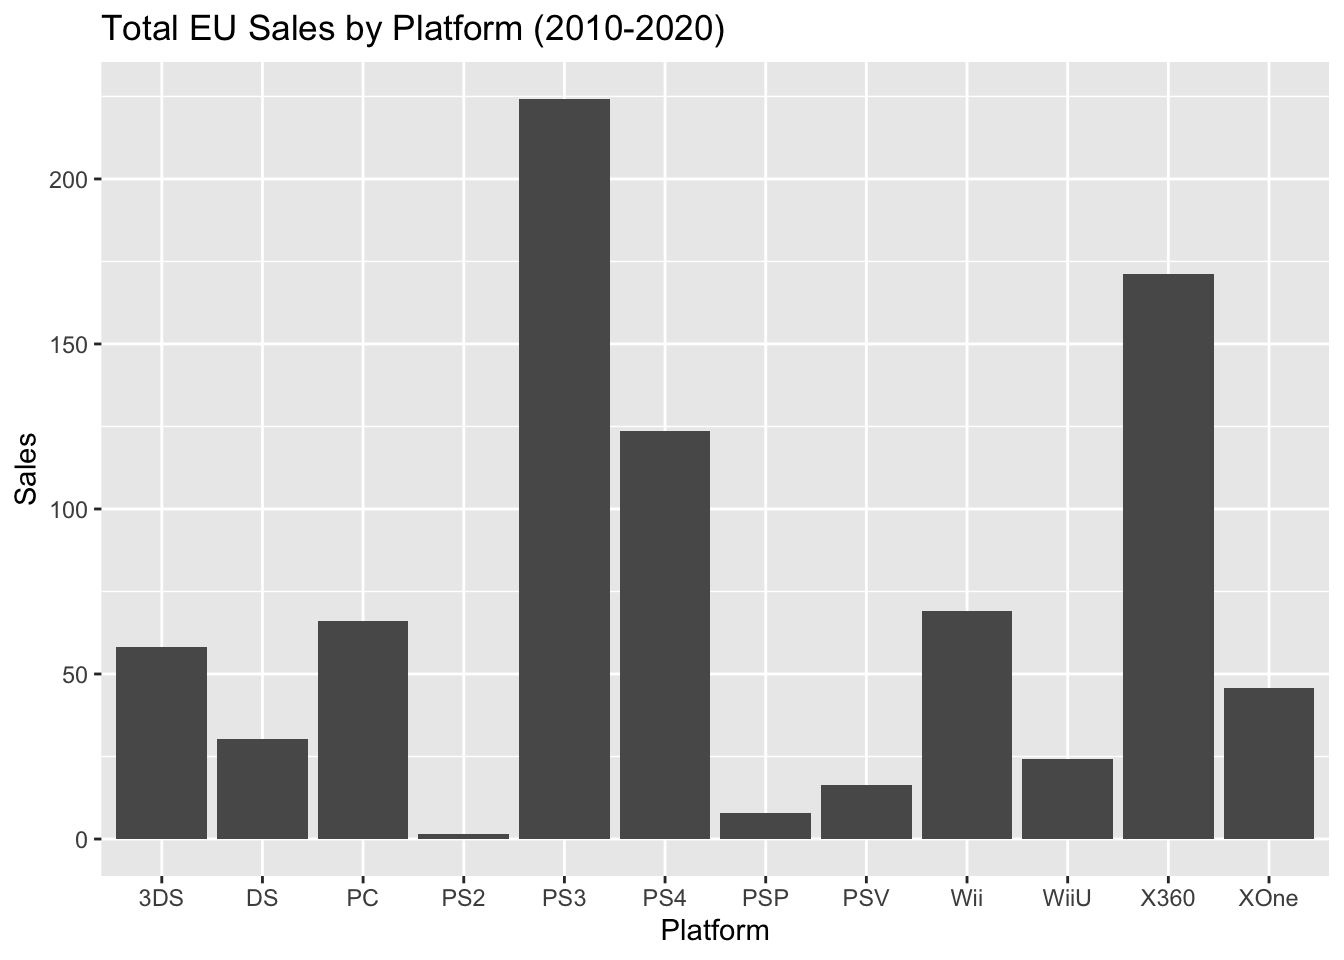 Total EU Sales by Platform (2010-2020)
Sales
200
150
100
50
0
3DS DS PC PS2 PS3 PS4 PSP PSV Wii WiiU X360 XOne
Platform